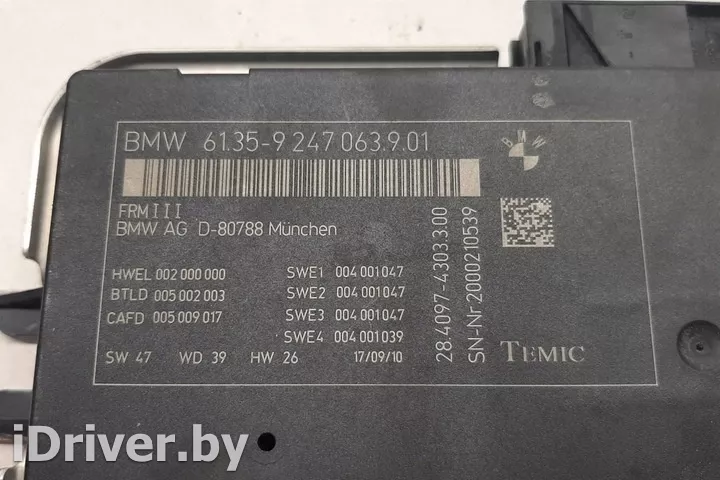 BMW 61.35-9 247 063.9.01
BMW
FRM III
BMW AG D-80788 München
HWEL 002 000 000
BTLD 005 002 003
CAFD 005 009 017
SWE1 004 001 047
SWE2 004 001 047
SWE3 004 001 047
SWE4 004 001 039
SW 47 WD 39 HW 26 17/09/10
28.4097-4303.3.00
SN-Nr 2000210539
TEMIC
iDriver.by